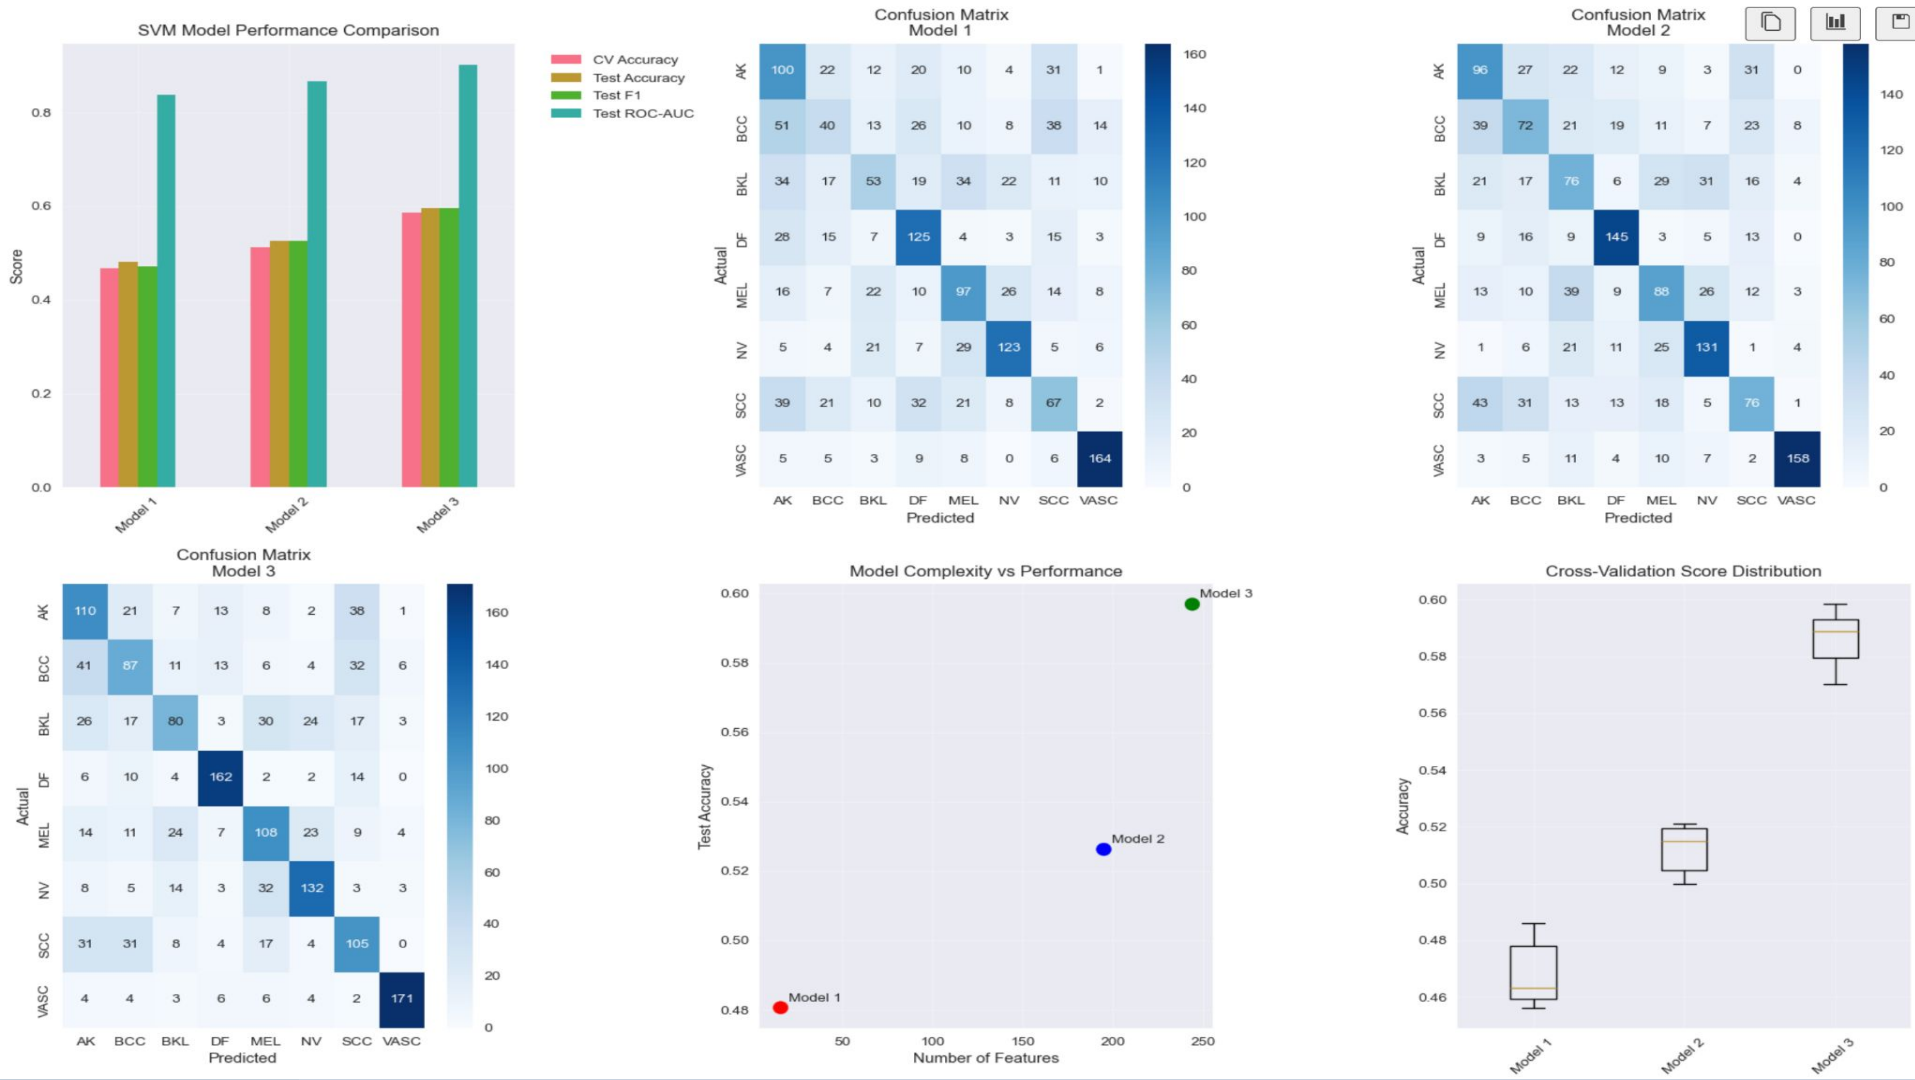 SVM Model Performance Comparison
Score
0.8
0.6
0.4
0.2
0.0
Model 1
Model 2
Model 3
CV Accuracy
Test Accuracy
Test F1
Test ROC-AUC
Confusion Matrix
Model 1
Actual
AK 100 22 12 20 10 4 31 1
BCC 51 40 13 26 10 8 38 14
BKL 34 17 53 19 34 22 11 10
DF 28 15 7 125 4 3 15 3
MEL 16 7 22 10 97 26 14 8
NV 5 4 21 7 29 123 5 6
SCC 39 21 10 32 21 8 67 2
VASC 5 5 3 9 8 0 6 164
AK BCC BKL DF MEL NV SCC VASC
Predicted
160
140
120
100
80
60
40
20
0
Confusion Matrix
Model 2
Actual
AK 96 27 22 12 9 3 31 0
BCC 39 72 21 19 11 7 23 8
BKL 21 17 76 6 29 31 16 4
DF 9 16 9 145 3 5 13 0
MEL 13 10 39 9 88 26 12 3
NV 1 6 21 11 25 131 1 4
SCC 43 31 13 13 18 5 76 1
VASC 3 5 11 4 10 7 2 158
AK BCC BKL DF MEL NV SCC VASC
Predicted
140
120
100
80
60
40
20
0
Confusion Matrix
Model 3
Actual
AK 110 21 7 13 8 2 38 1
BCC 41 87 11 13 6 4 32 6
BKL 26 17 80 3 30 24 17 3
DF 6 10 4 162 2 2 14 0
MEL 14 11 24 7 108 23 9 4
NV 8 5 14 3 32 132 3 3
SCC 31 31 8 4 17 4 105 0
VASC 4 4 3 6 6 4 2 171
AK BCC BKL DF MEL NV SCC VASC
Predicted
160
140
120
100
80
60
40
20
0
Model Complexity vs Performance
Test Accuracy
0.60
0.58
0.56
0.54
0.52
0.50
0.48
Model 3
Model 2
Model 1
50 100 150 200 250
Number of Features
Cross-Validation Score Distribution
Accuracy
0.60
0.58
0.56
0.54
0.52
0.50
0.48
0.46
Model 1
Model 2
Model 3